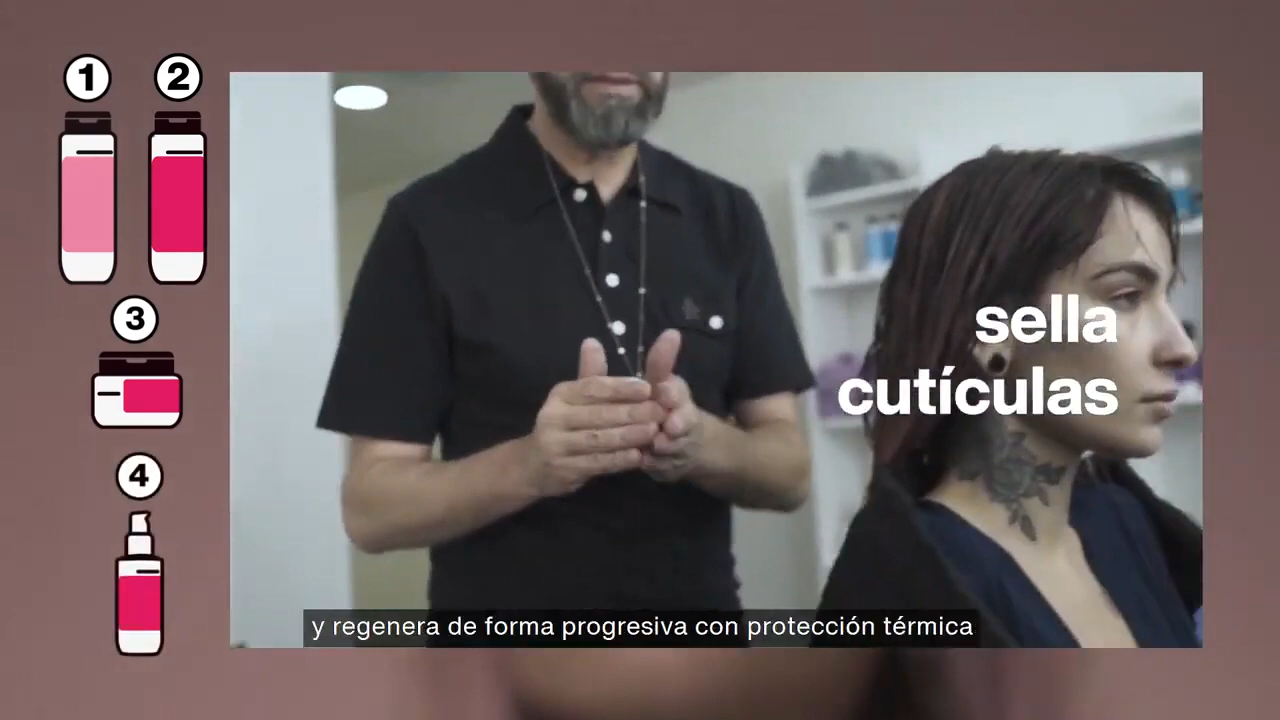 1
2
3
4
sella
cutículas
y regenera de forma progresiva con protección térmica